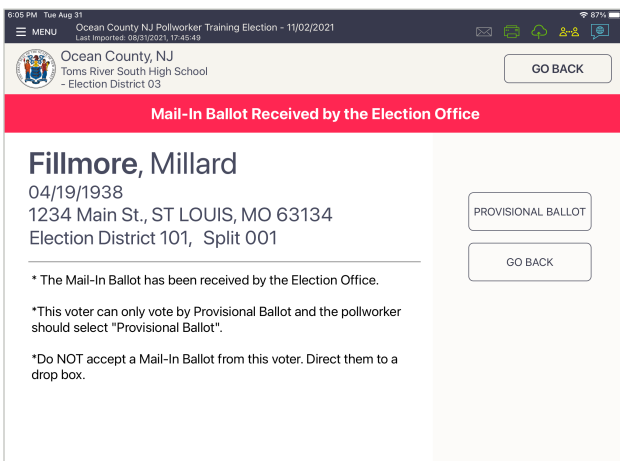 6:05 PM Tue Aug 31
87%
MENU
Ocean County NJ Pollworker Training Election - 11/02/2021
Last Imported: 08/31/2021, 17:45:49
Ocean County, NJ
Toms River South High School
- Election District 03
GO BACK
Mail-In Ballot Received by the Election Office
Fillmore, Millard
04/19/1938
1234 Main St., ST LOUIS, MO 63134
Election District 101, Split 001
PROVISIONAL BALLOT
GO BACK
* The Mail-In Ballot has been received by the Election Office.
*This voter can only vote by Provisional Ballot and the pollworker
should select "Provisional Ballot".
*Do NOT accept a Mail-In Ballot from this voter. Direct them to a
drop box.